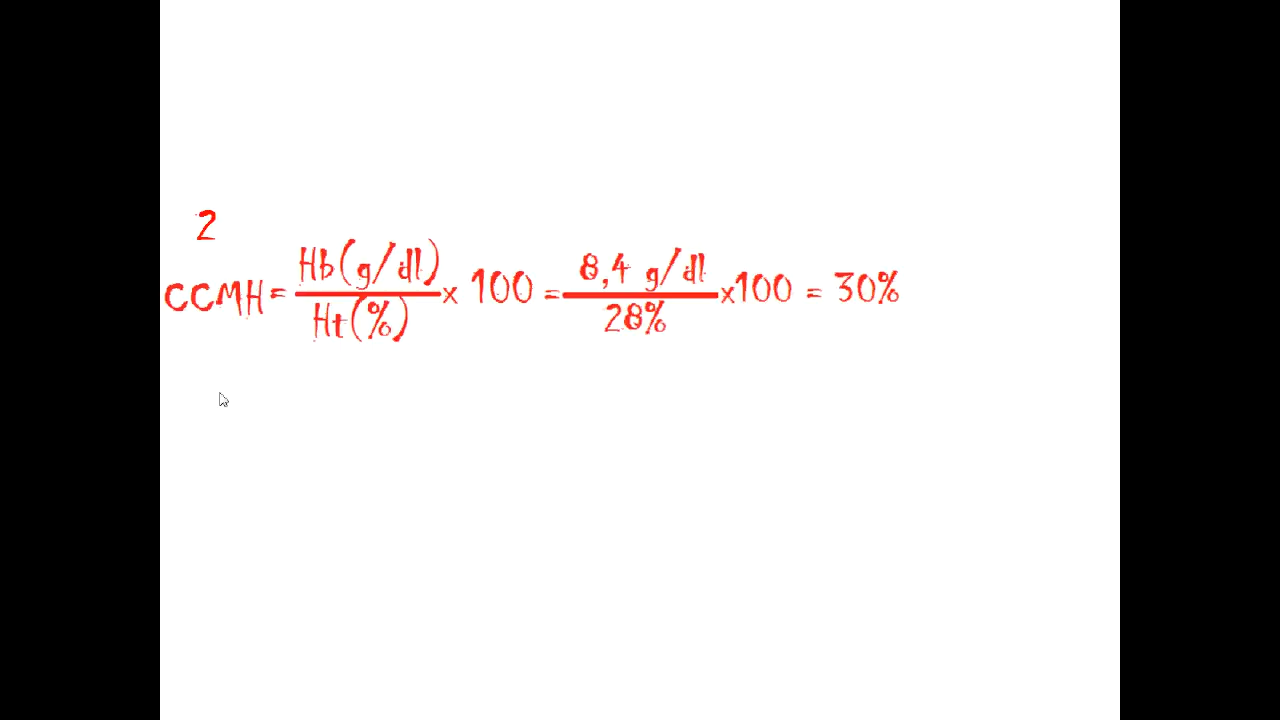 2
CCMH = Hb(g/dl) / Ht(%) x 100 = 8,4 g/dl / 28% x100 = 30%